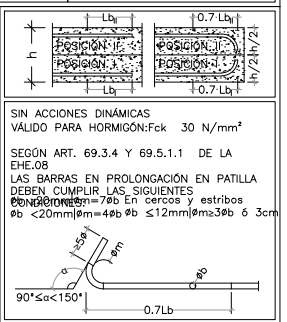 Lb II
0.7 Lb II
h
POSICIÓN II
POSICIÓN I
POSICIÓN II
POSICIÓN I
h/2
h/2
Lb I
0.7 Lb I
SIN ACCIONES DINÁMICAS
VÁLIDO PARA HORMIGÓN:Fck 30 N/mm²
SEGÚN ART. 69.3.4 Y 69.5.1.1 DE LA
EHE.08
LAS BARRAS EN PROLONGACIÓN EN PATILLA
DEBEN CUMPLIR LAS SIGUIENTES
CONDICIONES:
20mm|øm=7øb En cercos y estribos
øb <20mm|øm=4øb øb ≤12mm|øm≥3øb ó 3cm
≥5ø
øm
α
øb
90°≤α<150°
0.7Lb